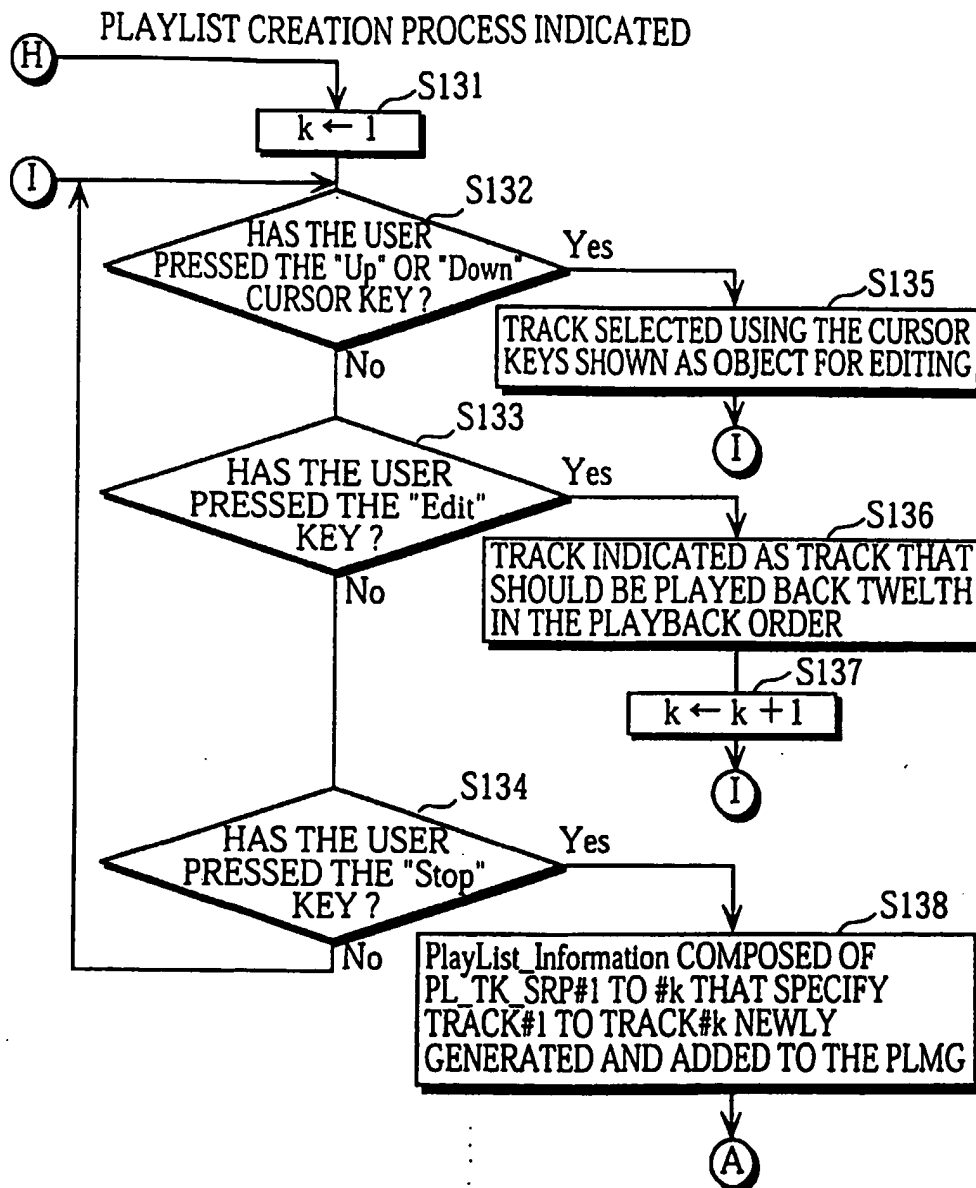 PLAYLIST CREATION PROCESS INDICATED
H
S131
k ← 1
I
S132
HAS THE USER
PRESSED THE "Up" OR "Down"
CURSOR KEY ?
Yes
No
S135
TRACK SELECTED USING THE CURSOR
KEYS SHOWN AS OBJECT FOR EDITING
I
S133
HAS THE USER
PRESSED THE "Edit"
KEY ?
Yes
No
S136
TRACK INDICATED AS TRACK THAT
SHOULD BE PLAYED BACK TWELTH
IN THE PLAYBACK ORDER
S137
k ← k + 1
I
S134
HAS THE USER
PRESSED THE "Stop"
KEY ?
Yes
No
S138
PlayList_Information COMPOSED OF
PL_TK_SRP#1 TO #k THAT SPECIFY
TRACK#1 TO TRACK#k NEWLY
GENERATED AND ADDED TO THE PLMG
A